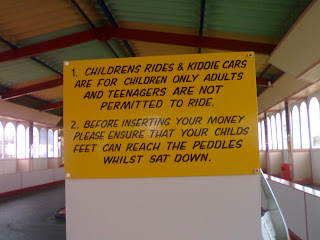 1. CHILDRENS RIDES & KIDDIE CARS
ARE FOR CHILDREN ONLY ADULTS
AND TEENAGERS ARE NOT
PERMITTED TO RIDE.
2. BEFORE INSERTING YOUR MONEY
PLEASE ENSURE THAT YOUR CHILDS
FEET CAN REACH THE PEDDLES
WHILST SAT DOWN.